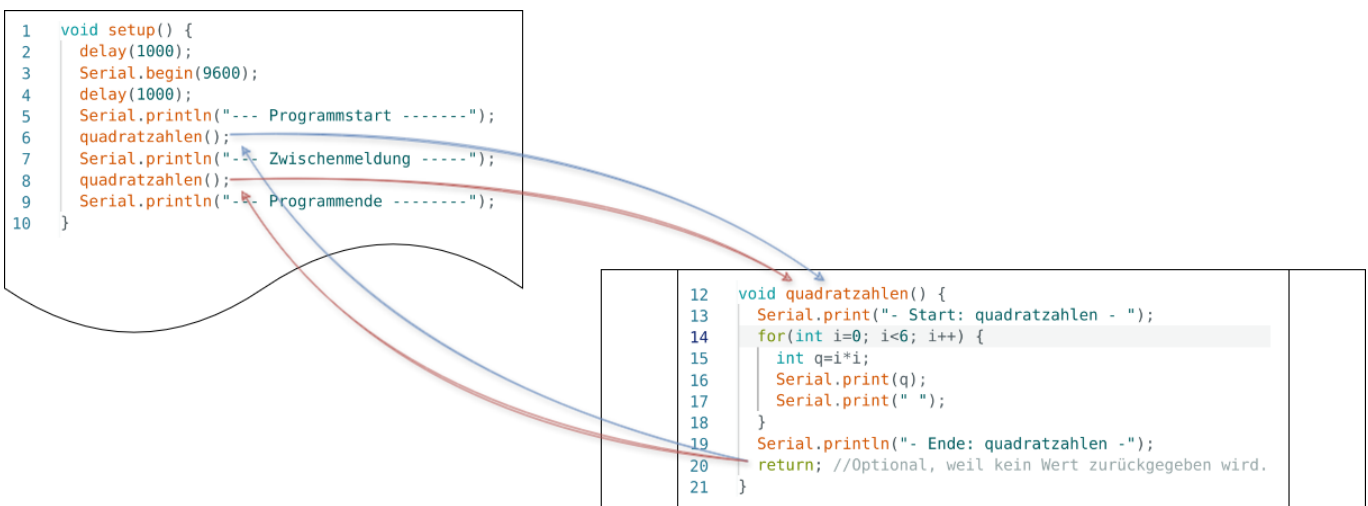 1 void setup() {
2 delay(1000);
3 Serial.begin(9600);
4 delay(1000);
5 Serial.println("--- Programmstart -------");
6 quadratzahlen();
7 Serial.println("--- Zwischenmeldung -----");
8 quadratzahlen();
9 Serial.println("--- Programmende --------");
10 }
12 void quadratzahlen() {
13 Serial.print("- Start: quadratzahlen - ");
14 for(int i=0; i<6; i++) {
15 int q=i*i;
16 Serial.print(q);
17 Serial.print(" ");
18 }
19 Serial.println("- Ende: quadratzahlen -");
20 return; //Optional, weil kein Wert zurückgegeben wird.
21 }